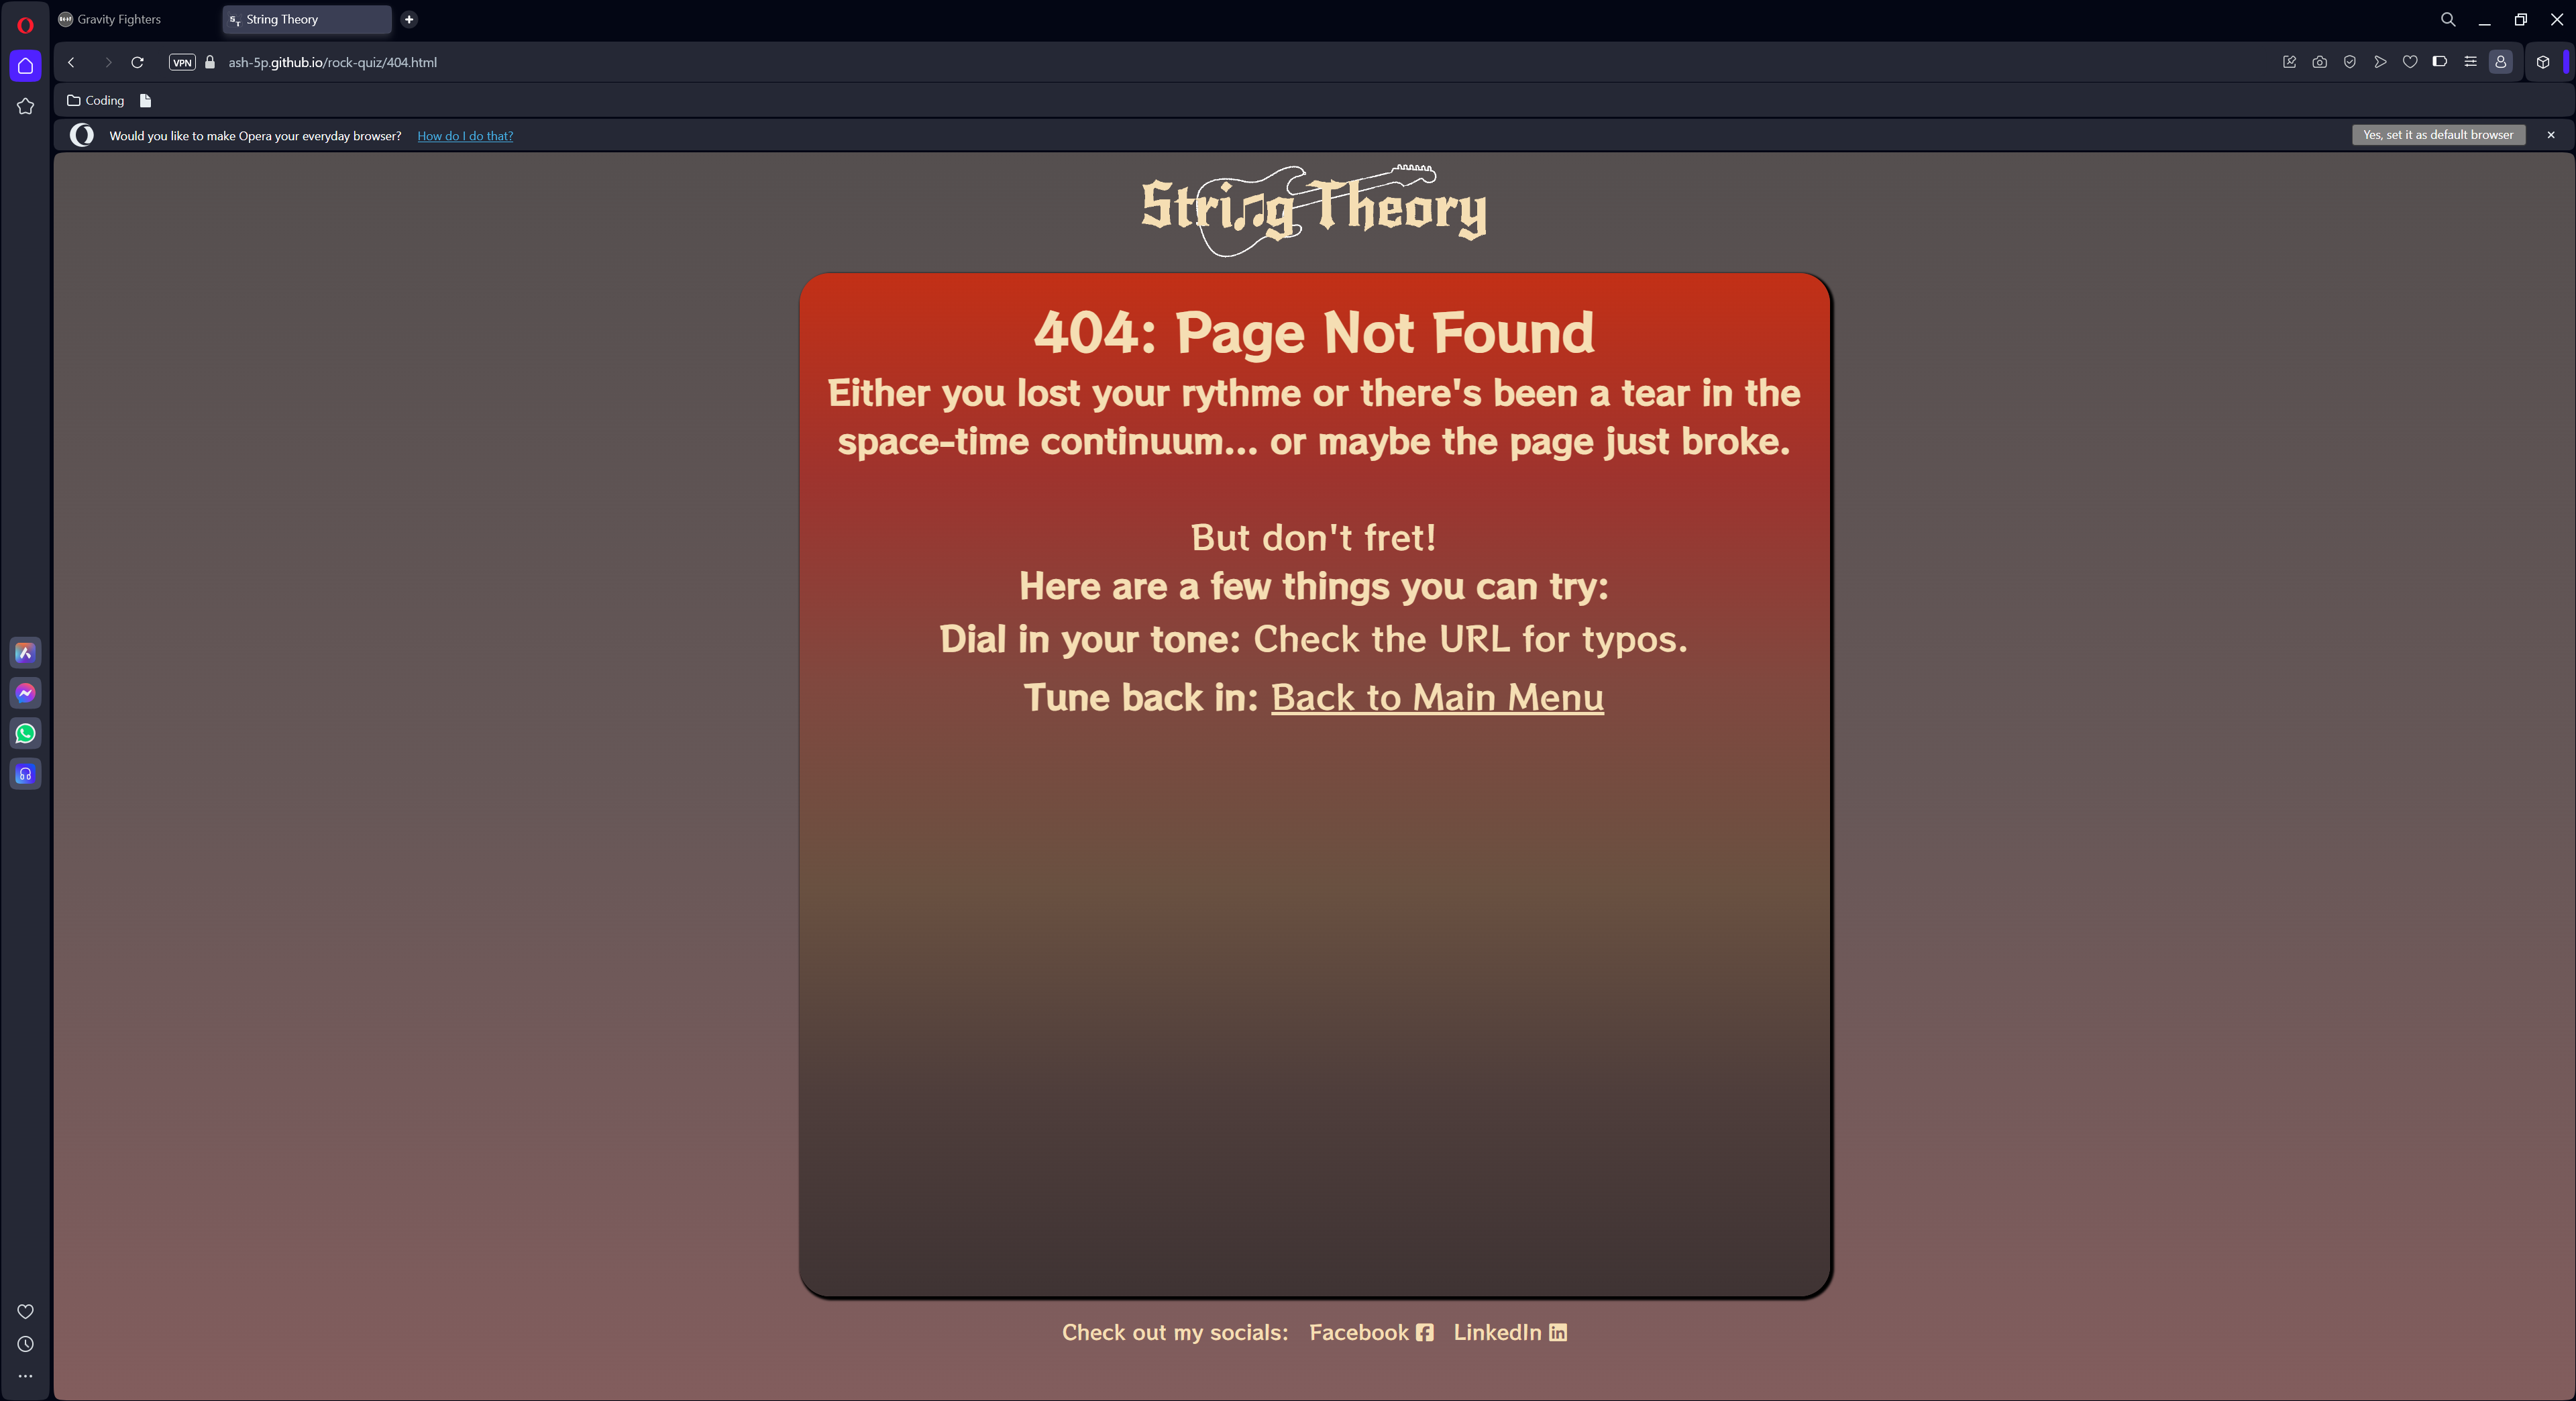 Gravity Fighters
String Theory
VPN
ash-5p.github.io/rock-quiz/404.html
Coding
Would you like to make Opera your everyday browser? How do I do that?
Yes, set it as default browser
String Theory
404: Page Not Found
Either you lost your rythme or there's been a tear in the
space-time continuum... or maybe the page just broke.
But don't fret!
Here are a few things you can try:
Dial in your tone: Check the URL for typos.
Tune back in: Back to Main Menu
Check out my socials: Facebook LinkedIn